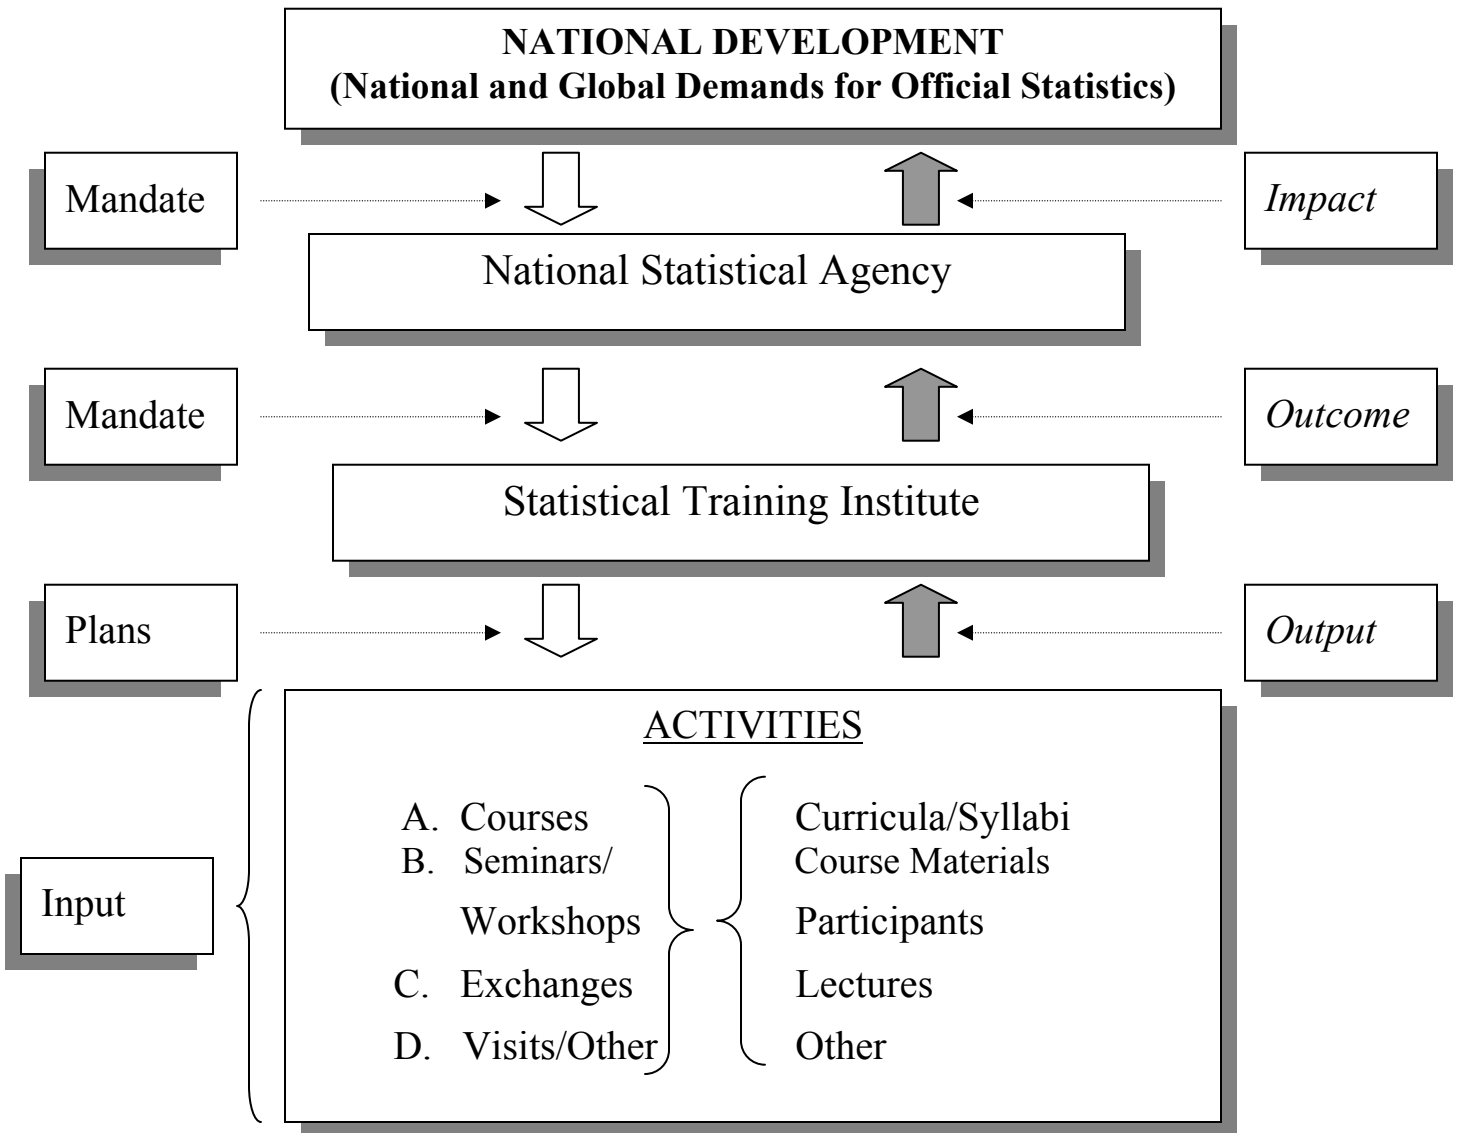 NATIONAL DEVELOPMENT
(National and Global Demands for Official Statistics)
Mandate
Impact
National Statistical Agency
Mandate
Outcome
Statistical Training Institute
Plans
Output
ACTIVITIES
A. Courses
B. Seminars/
Workshops
C. Exchanges
D. Visits/Other
Curricula/Syllabi
Course Materials
Participants
Lectures
Other
Input